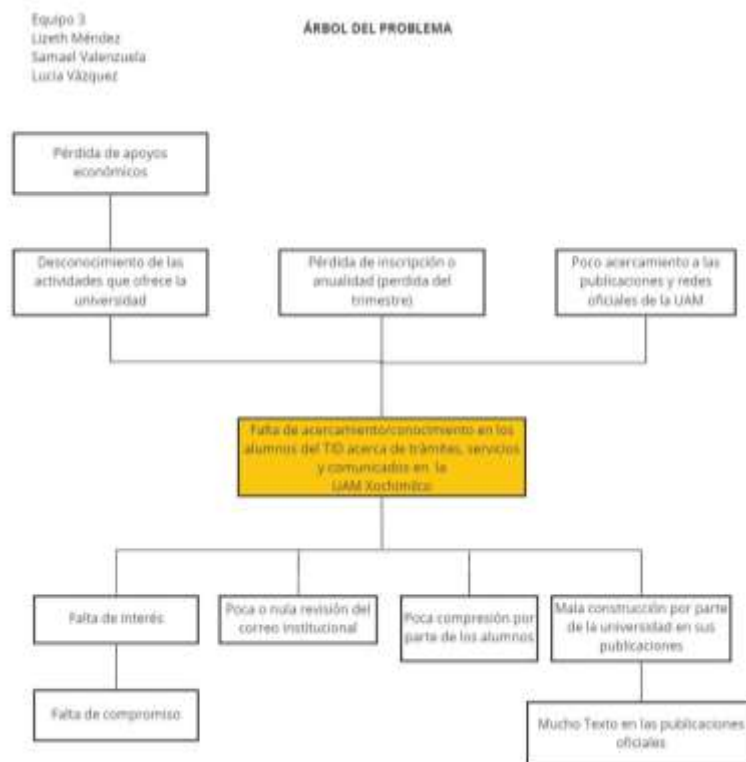 Equipo 3
Lizeth Méndez
Samael Valenzuela
Lucía Vázquez
ÁRBOL DEL PROBLEMA
Pérdida de apoyos
económicos
Desconocimiento de las
actividades que ofrece la
universidad
Pérdida de inscripción o
anualidad (perdida del
trimestre)
Poco acercamiento a las
publicaciones y redes
oficiales de la UAM
Falta de acercamiento/conocimiento en los
alumnos del TID acerca de trámites, servicios
y comunicados en la
UAM Xochimilco
Falta de interés
Poca o nula revisión del
correo institucional
Poca compresión por
parte de los alumnos
Mala construcción por parte
de la universidad en sus
publicaciones
Falta de compromiso
Mucho Texto en las publicaciones
oficiales